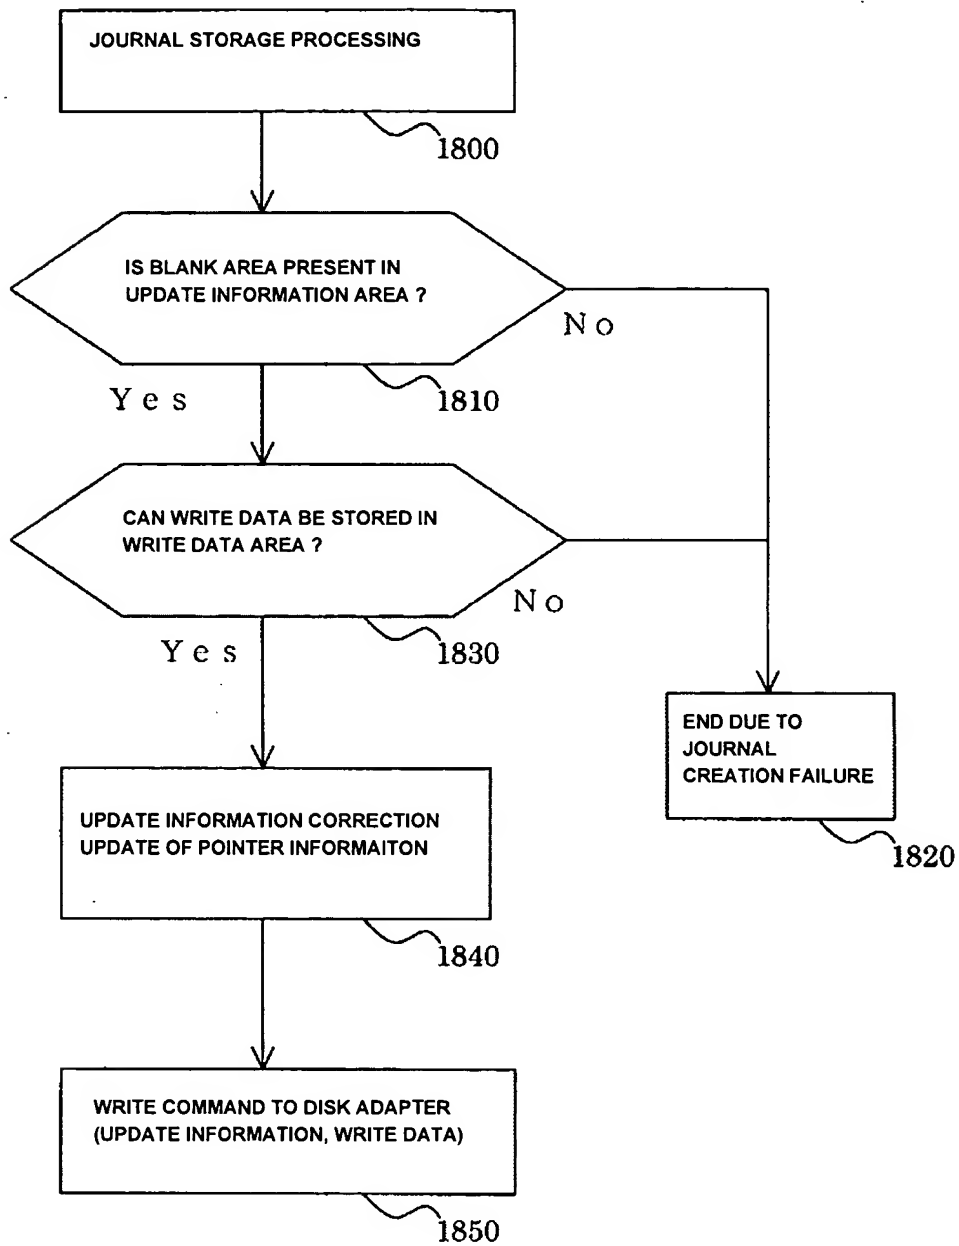 JOURNAL STORAGE PROCESSING
1800
IS BLANK AREA PRESENT IN
UPDATE INFORMATION AREA ?
No
Yes
1810
CAN WRITE DATA BE STORED IN
WRITE DATA AREA ?
No
Yes
1830
END DUE TO
JOURNAL
CREATION FAILURE
1820
UPDATE INFORMATION CORRECTION
UPDATE OF POINTER INFORMAITON
1840
WRITE COMMAND TO DISK ADAPTER
(UPDATE INFORMATION, WRITE DATA)
1850